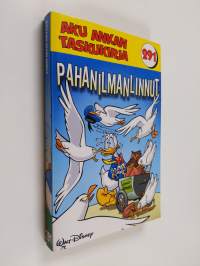 AKU ANKAN
TASKUKIRJA
291
PAHANILMANLINNUT
WALT DISNEY